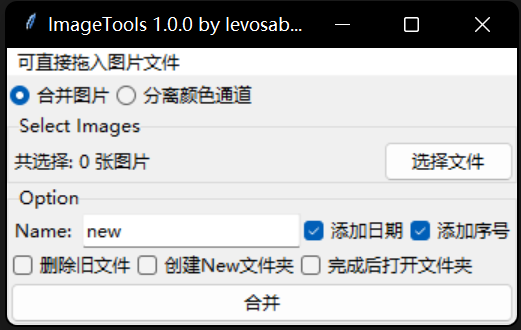 ImageTools 1.0.0 by levosab...
可直接拖入图片文件
合并图片 分离颜色通道
Select Images
共选择: 0 张图片 选择文件
Option
Name: new 添加日期 添加序号
删除旧文件 创建New文件夹 完成后打开文件夹
合并